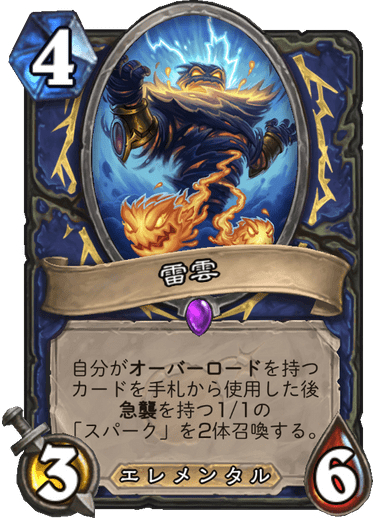 4
雷雲
自分がオーバーロードを持つ
カードを手札から使用した後
急襲を持つ1/1の
「スパーク」を2体召喚する。
3
エレメンタル
6